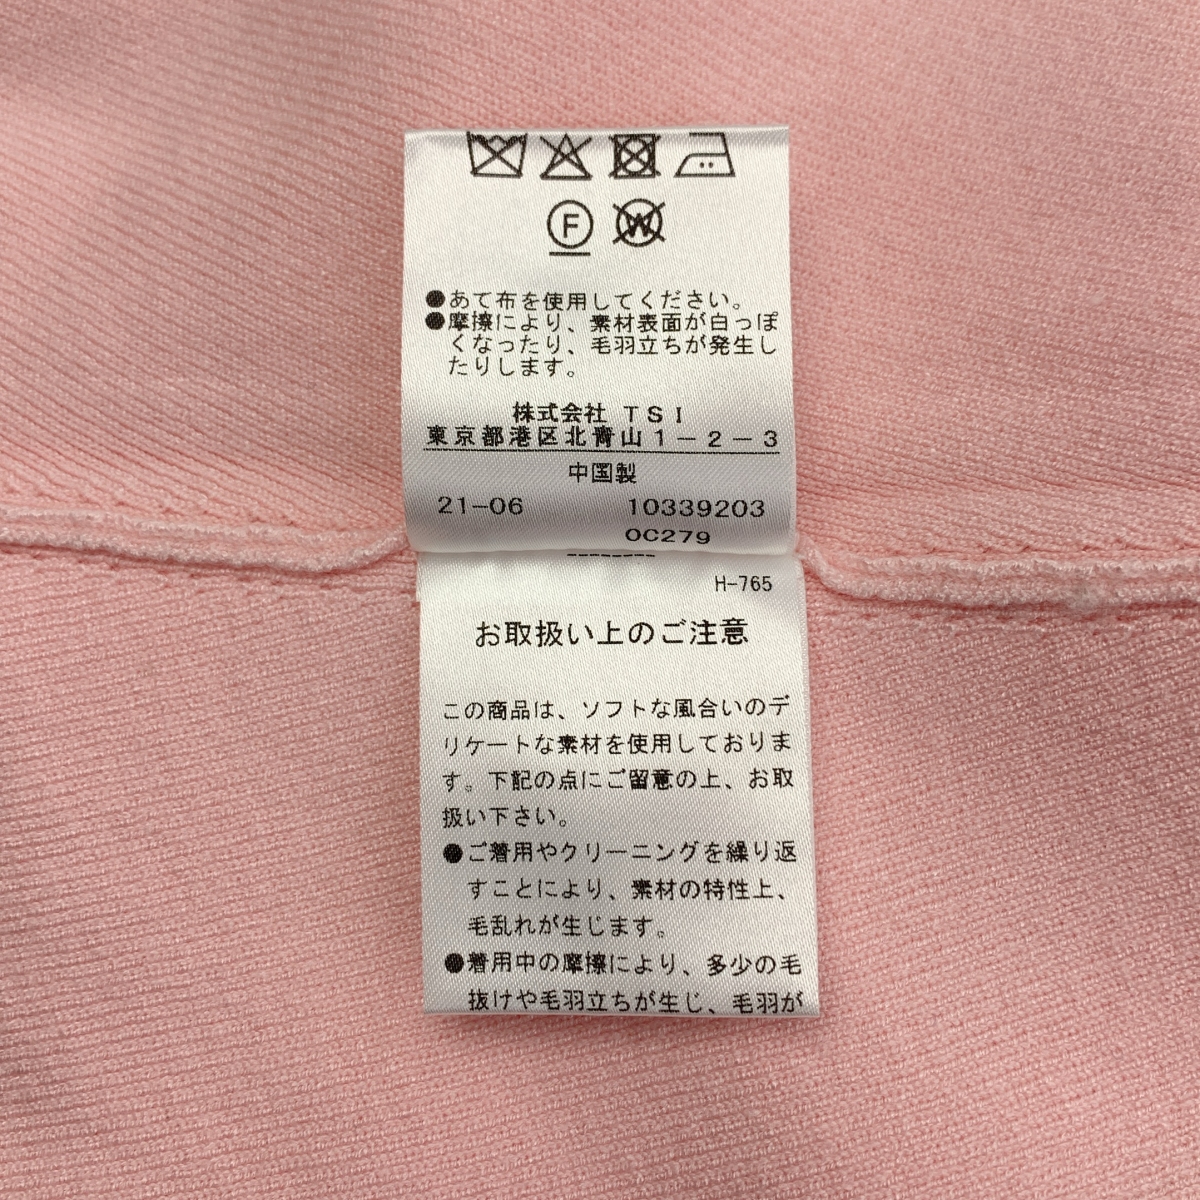 F W
●あて布を使用してください。
●摩擦により、素材表面が白っぽ
くなったり、毛羽立ちが発生し
たりします。
株式会社 TSI
東京都港区北青山1-2-3
中国製
21-06 10339203
0C279
H-765
お取扱い上のご注意
この商品は、ソフトな風合いのデ
リケートな素材を使用しておりま
す。下記の点にご留意の上、お取
扱い下さい。
●ご着用やクリーニングを繰り返
すことにより、素材の特性上、
毛乱れが生じます。
●着用中の摩擦により、多少の毛
抜けや毛羽立ちが生じ、毛羽が